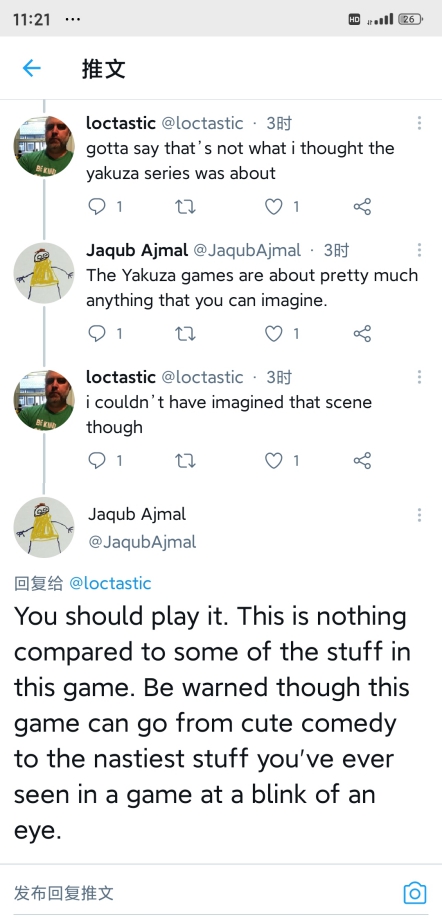 11:21 ...
HD 26
推文
loctastic @loctastic · 3时
gotta say that's not what i thought the
yakuza series was about
1 1
Jaqub Ajmal @JaqubAjmal · 3时
The Yakuza games are about pretty much
anything that you can imagine.
1 1
loctastic @loctastic · 3时
i couldn't have imagined that scene
though
1 1
Jaqub Ajmal
@JaqubAjmal
回复给 @loctastic
You should play it. This is nothing
compared to some of the stuff in
this game. Be warned though this
game can go from cute comedy
to the nastiest stuff you've ever
seen in a game at a blink of an
eye.
发布回复推文